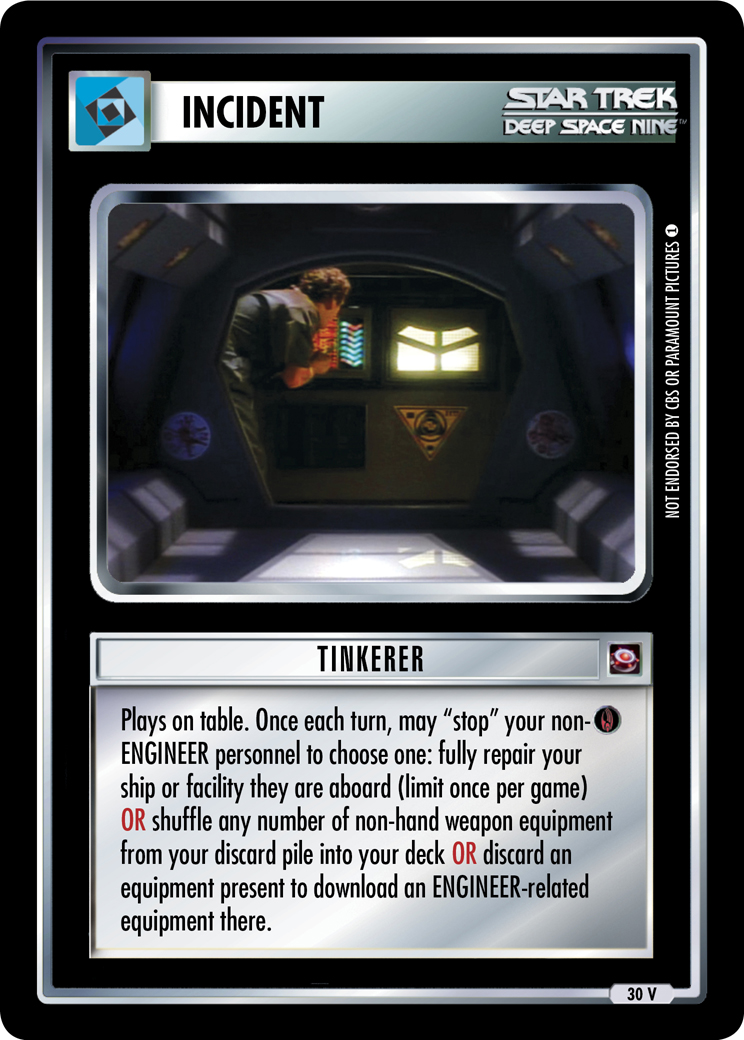 INCIDENT
STAR TREK
DEEP SPACE NINE™
NOT ENDORSED BY CBS OR PARAMOUNT PICTURES 1
TINKERER
Plays on table. Once each turn, may “stop” your non-
ENGINEER personnel to choose one: fully repair your
ship or facility they are aboard (limit once per game)
OR shuffle any number of non-hand weapon equipment
from your discard pile into your deck OR discard an
equipment present to download an ENGINEER-related
equipment there.
30 V